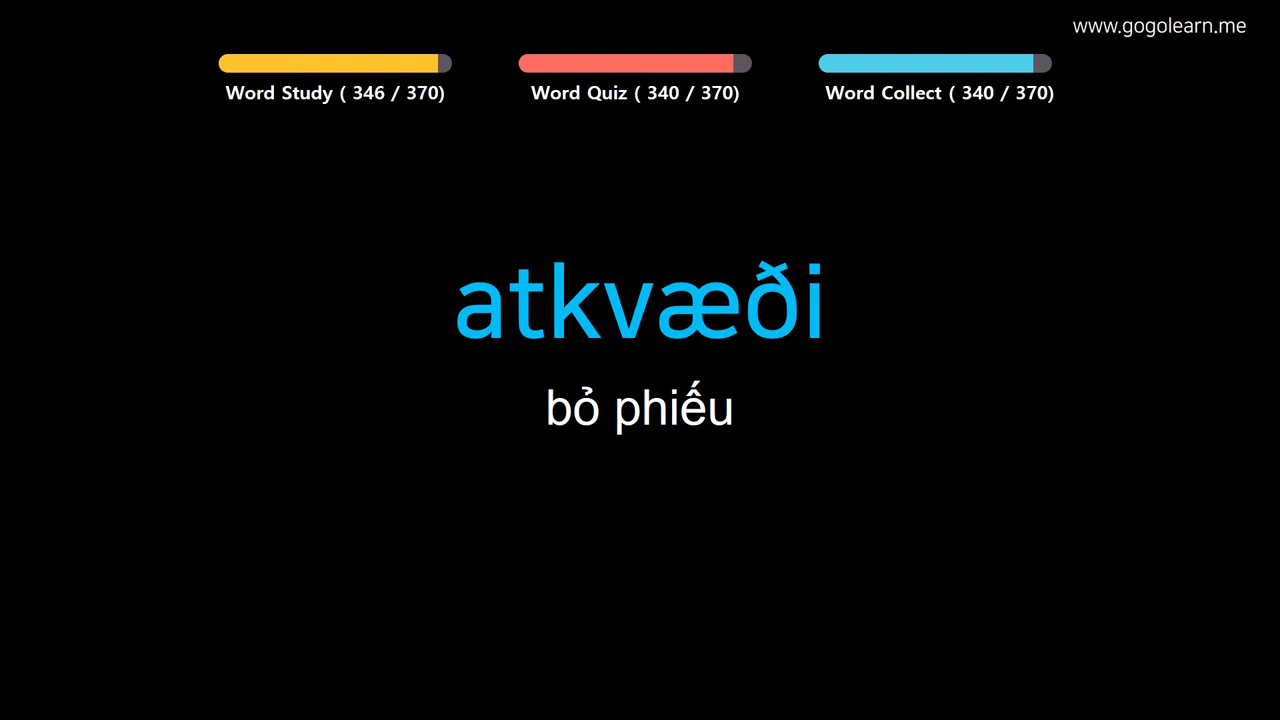 www.gogolearn.me
Word Study ( 346 / 370)
Word Quiz ( 340 / 370)
Word Collect ( 340 / 370)
atkvæði
bỏ phiếu